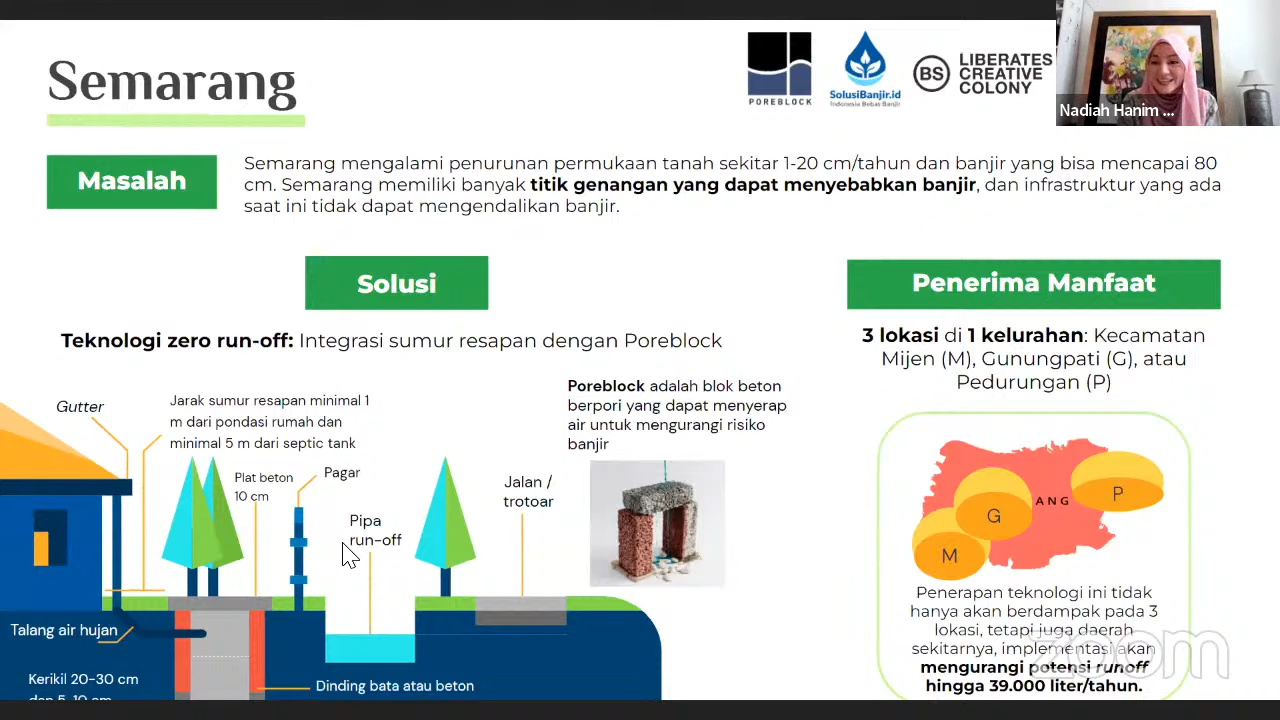 Semarang
POREBLOCK
SolusiBanjir.id
Indonesia Bebas Banjir
BS
LIBERATES
CREATIVE
COLONY
Nadiah Hanim ...
Masalah
Semarang mengalami penurunan permukaan tanah sekitar 1-20 cm/tahun dan banjir yang bisa mencapai 80
cm. Semarang memiliki banyak titik genangan yang dapat menyebabkan banjir, dan infrastruktur yang ada
saat ini tidak dapat mengendalikan banjir.
Solusi
Teknologi zero run-off: Integrasi sumur resapan dengan Poreblock
Gutter
Jarak sumur resapan minimal 1
m dari pondasi rumah dan
minimal 5 m dari septic tank
Plat beton
10 cm
Pagar
Pipa
run-off
Poreblock adalah blok beton
berpori yang dapat menyerap
air untuk mengurangi risiko
banjir
Jalan /
trotoar
Talang air hujan
Kerikil 20-30 cm
dan 5-10 cm
Dinding bata atau beton
Penerima Manfaat
3 lokasi di 1 kelurahan: Kecamatan
Mijen (M), Gunungpati (G), atau
Pedurungan (P)
P
ANG
G
M
Penerapan teknologi ini tidak
hanya akan berdampak pada 3
lokasi, tetapi juga daerah
sekitarnya, implementasi akan
mengurangi potensi runoff
hingga 39.000 liter/tahun.
zoom